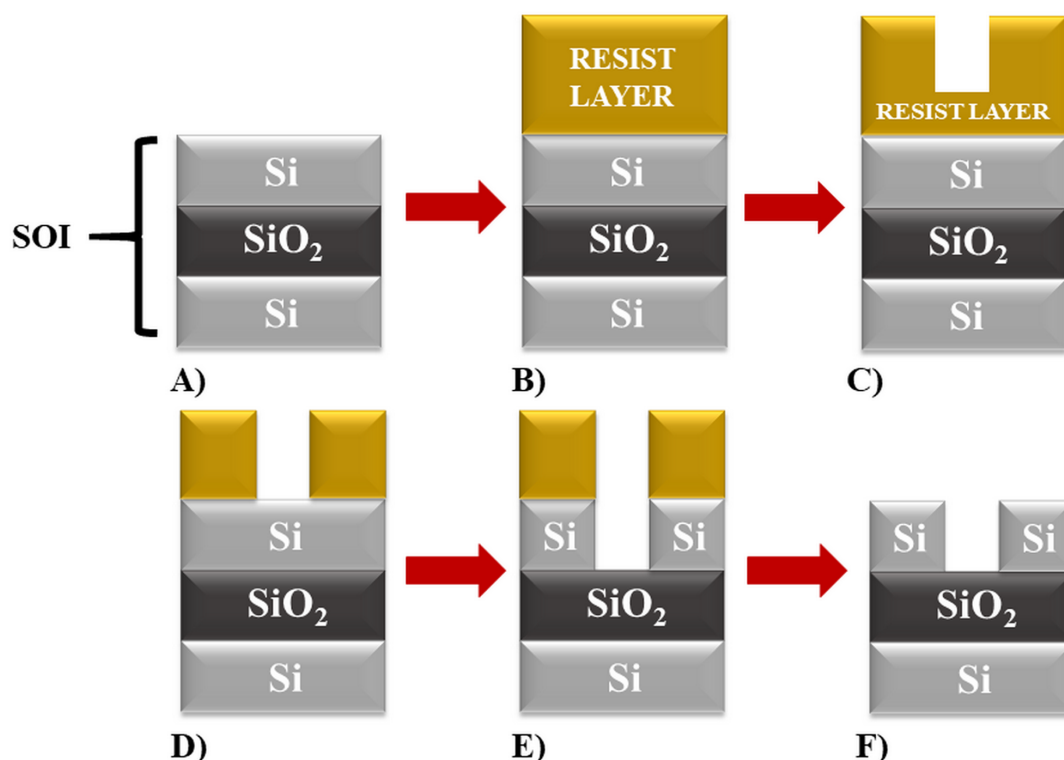 RESIST
LAYER
RESIST LAYER
Si
Si
Si
SOI
SiO₂
SiO₂
SiO₂
Si
Si
Si
A)
B)
C)
Si
Si
Si
Si
Si
SiO₂
SiO₂
SiO₂
Si
Si
Si
D)
E)
F)